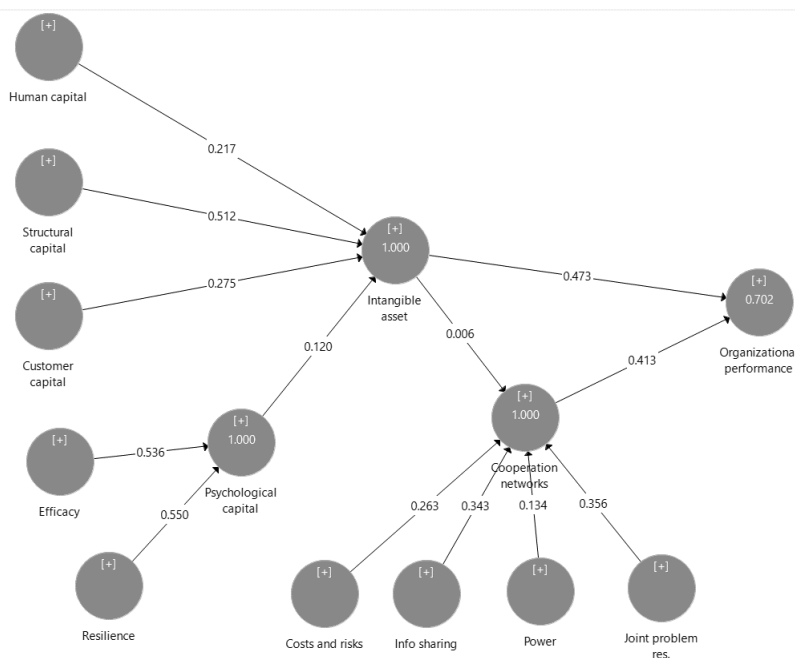 [+]
Human capital
0.217
[+]
Structural
capital
0.512
[+]
Customer
capital
0.275
[+]
1.000
Intangible
asset
0.473
[+]
0.702
Organizationa
performance
0.006
0.120
0.413
[+]
1.000
Cooperation
networks
[+]
Efficacy
0.536
[+]
1.000
Psychological
capital
0.550
[+]
Resilience
0.263
0.343
0.134
0.356
[+]
Costs and risks
[+]
Info sharing
[+]
Power
[+]
Joint problem
res.